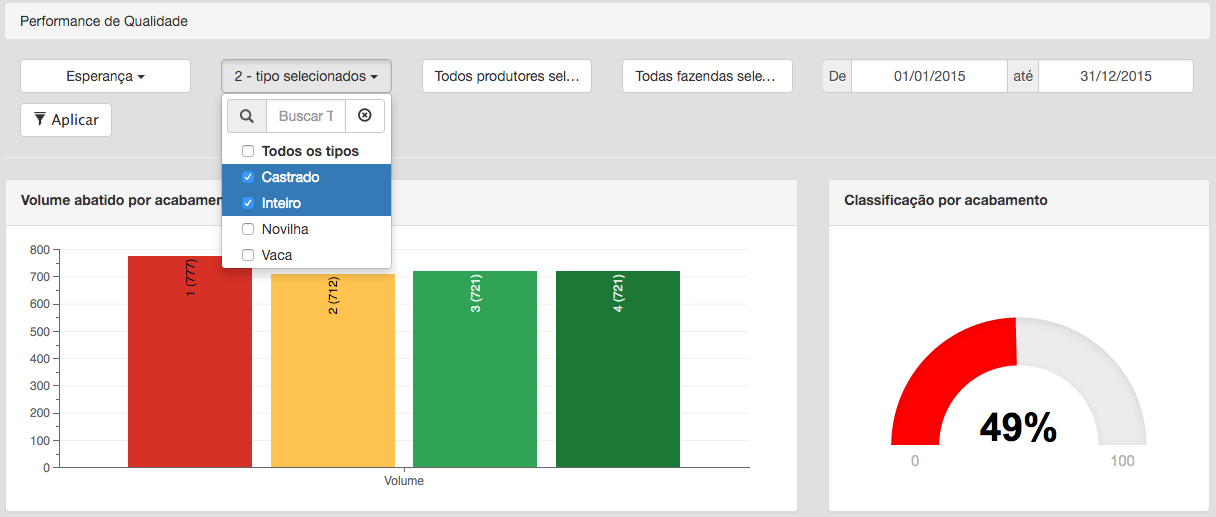 Performance de Qualidade
Esperança
2 - tipo selecionados
Todos produtores sel...
Todas fazendas sele...
De 01/01/2015 até 31/12/2015
Aplicar
Buscar T
Todos os tipos
Castrado
Inteiro
Novilha
Vaca
Volume abatido por acabamen
800
700
600
500
400
300
200
100
0
1 (777)
2 (712)
3 (721)
4 (721)
Volume
Classificação por acabamento
49%
0 100